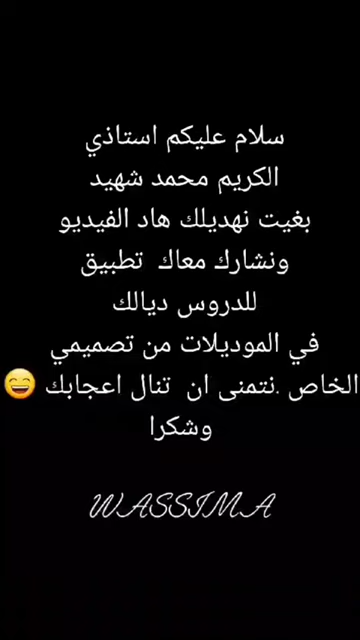 سلام عليكم استاذي
الكريم محمد شهيد
بغيت نهديلك هاد الفيديو
ونشارك معاك تطبيق
للدروس ديالك
في الموديلات من تصميمي
الخاص .نتمنى ان تنال اعجابك 😄
وشكرا
WASSIMA